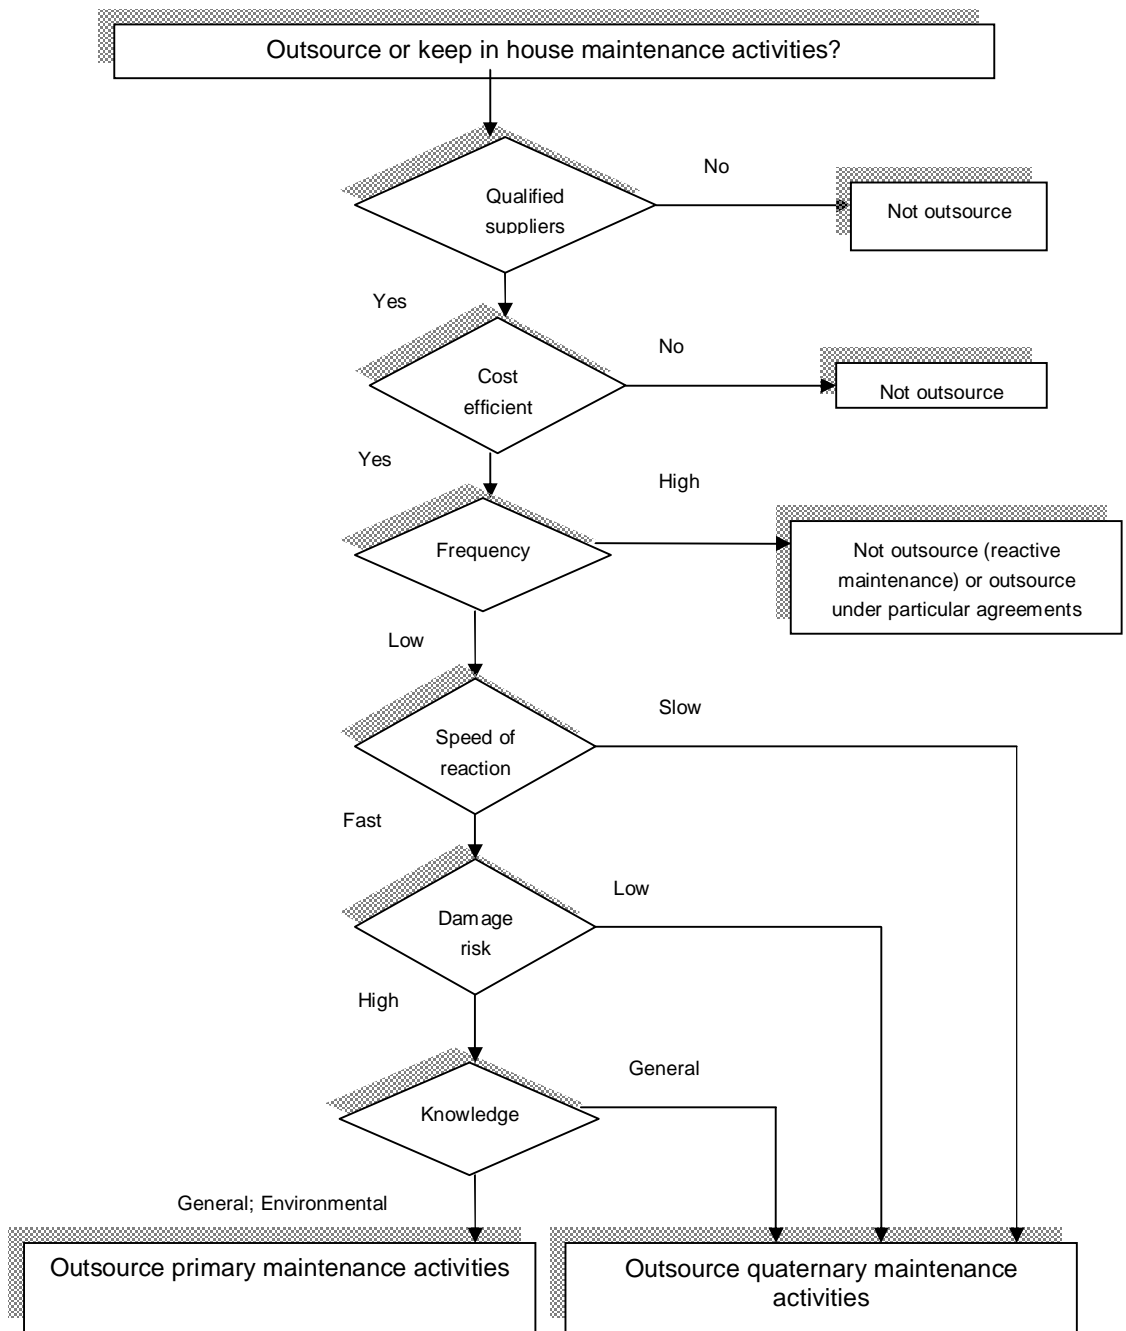 Outsource or keep in house maintenance activities?
No
Qualified
suppliers
Not outsource
Yes
No
Cost
efficient
Not outsource
Yes
High
Frequency
Not outsource (reactive
maintenance) or outsource
under particular agreements
Low
Slow
Speed of
reaction
Fast
Low
Damage
risk
High
General
Knowledge
General; Environmental
Outsource primary maintenance activities
Outsource quaternary maintenance
activities